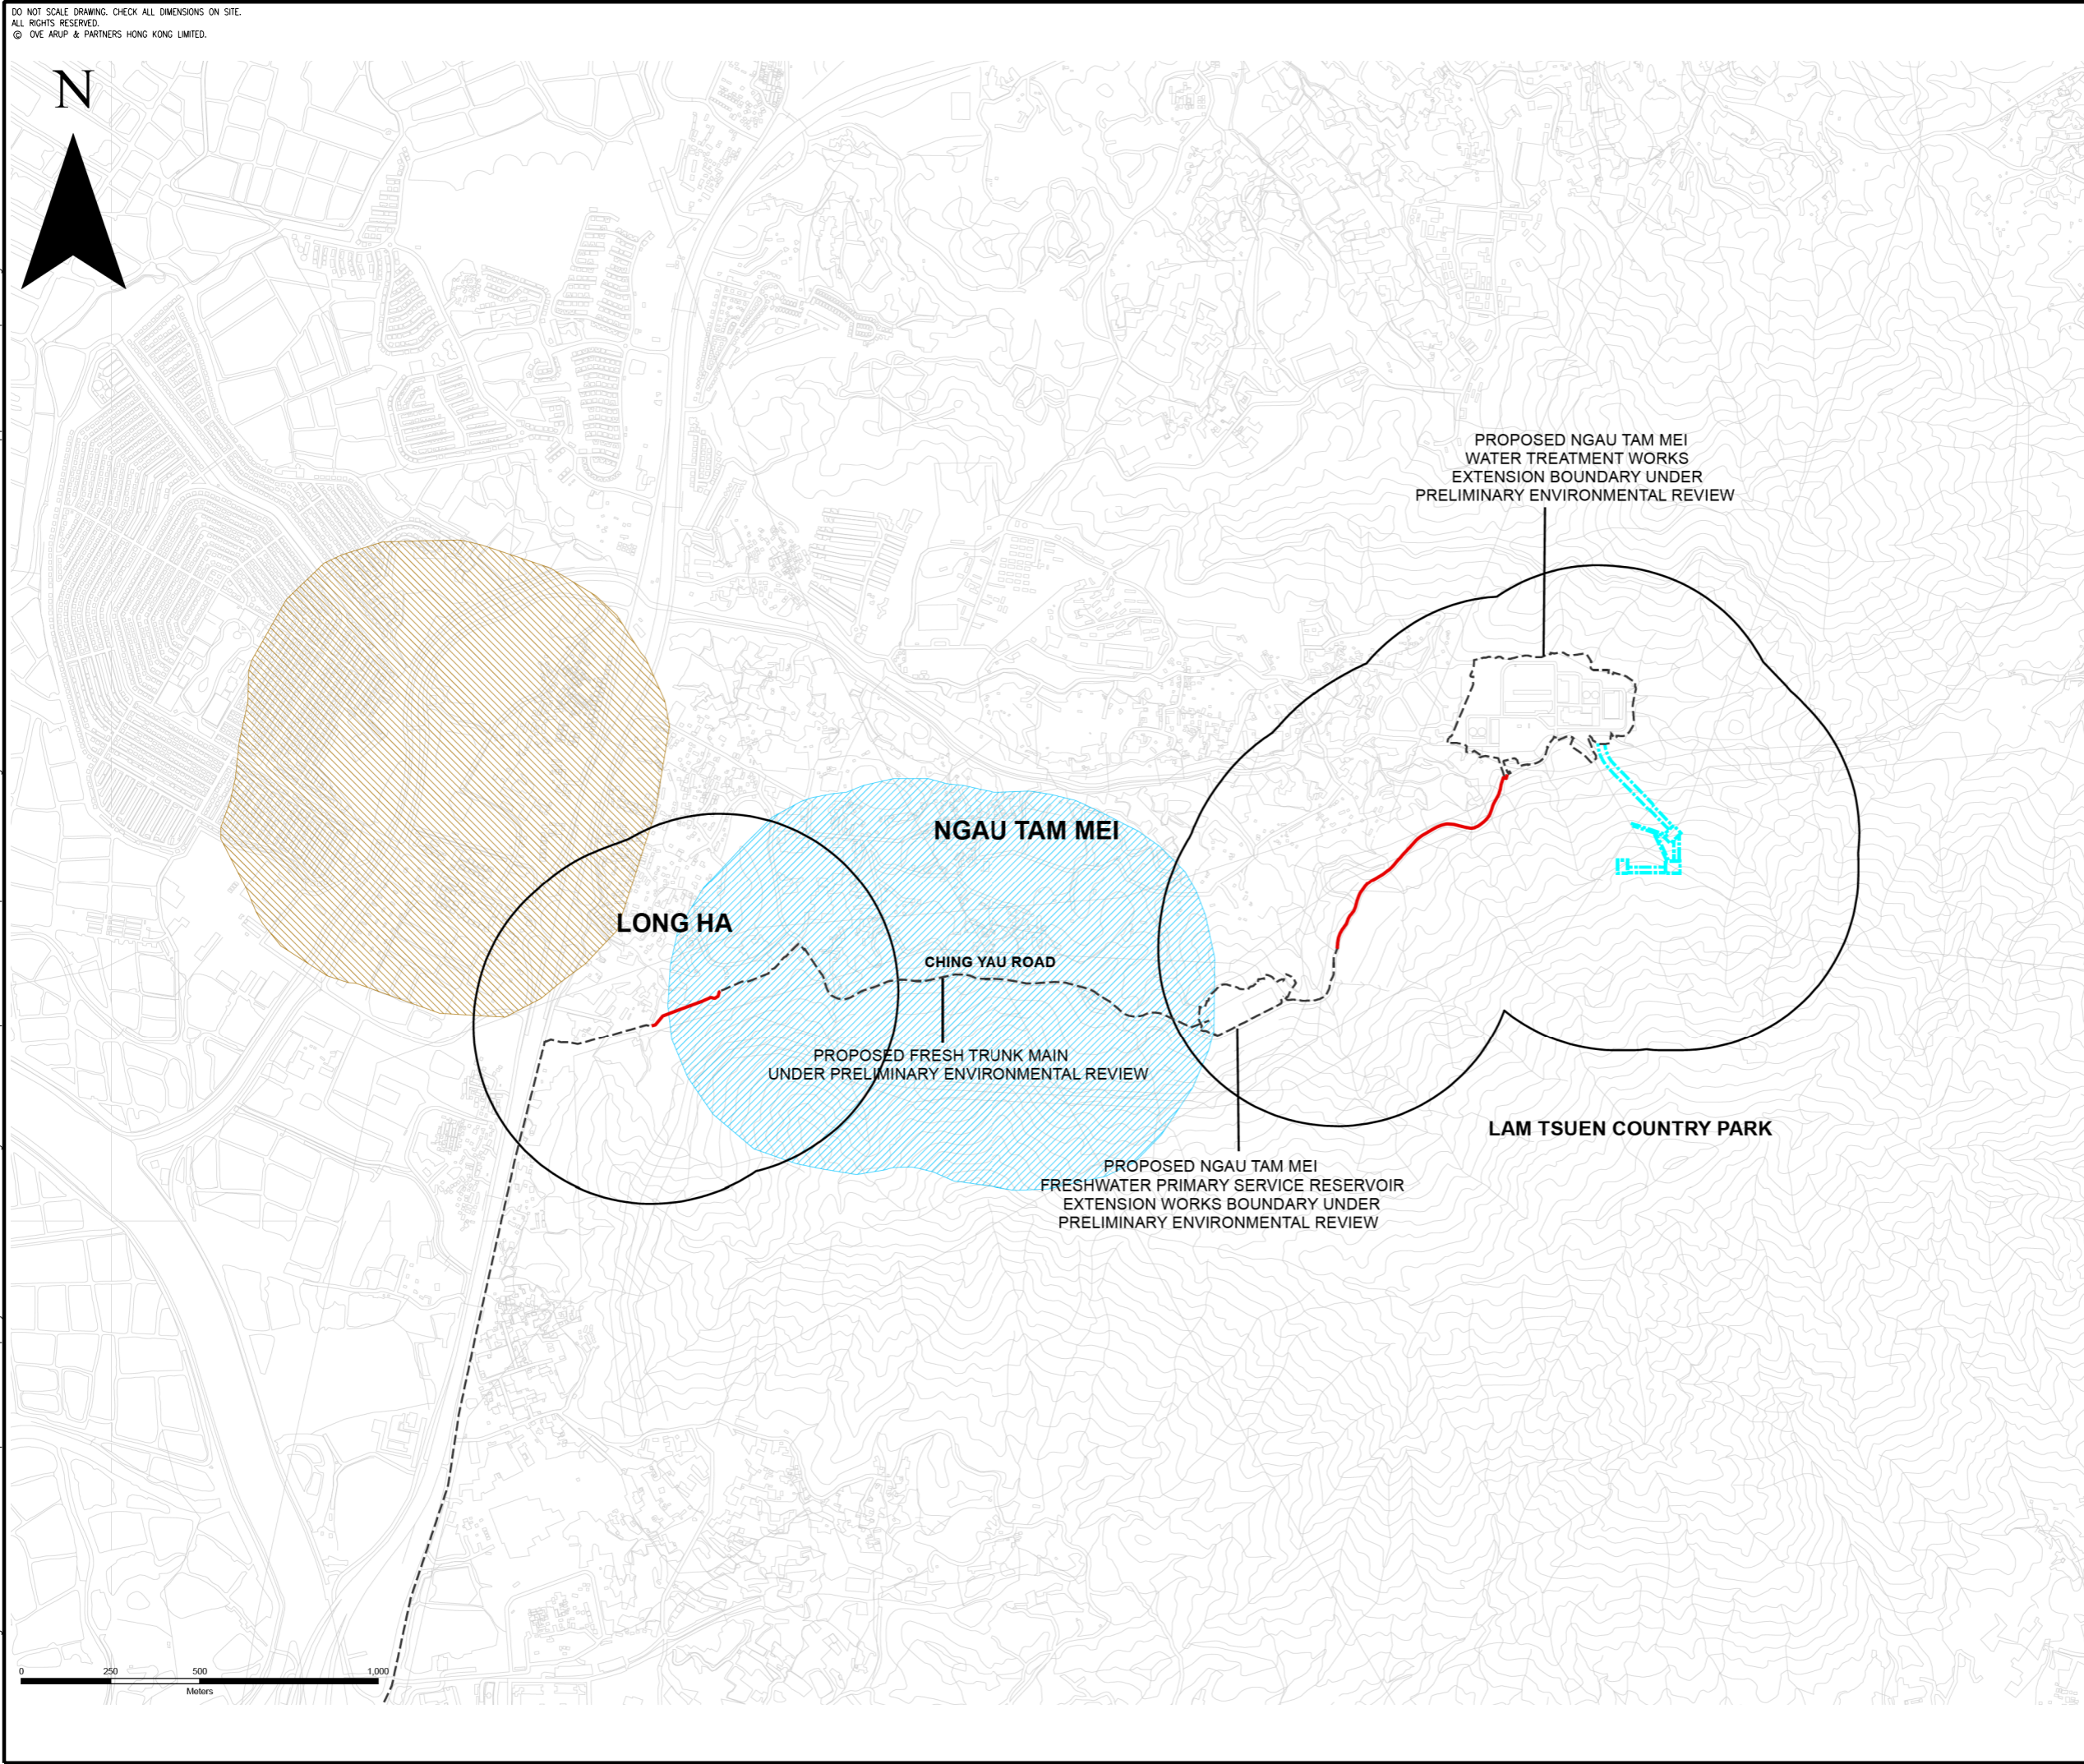 DO NOT SCALE DRAWING. CHECK ALL DIMENSIONS ON SITE.
ALL RIGHTS RESERVED.
© OVE ARUP & PARTNERS HONG KONG LIMITED.
N
PROPOSED NGAU TAM MEI
WATER TREATMENT WORKS
EXTENSION BOUNDARY UNDER
PRELIMINARY ENVIRONMENTAL REVIEW
NGAU TAM MEI
LONG HA
CHING YAU ROAD
PROPOSED FRESH TRUNK MAIN
UNDER PRELIMINARY ENVIRONMENTAL REVIEW
LAM TSUEN COUNTRY PARK
PROPOSED NGAU TAM MEI
FRESHWATER PRIMARY SERVICE RESERVOIR
EXTENSION WORKS BOUNDARY UNDER
PRELIMINARY ENVIRONMENTAL REVIEW
0 250 500 1,000
Meters